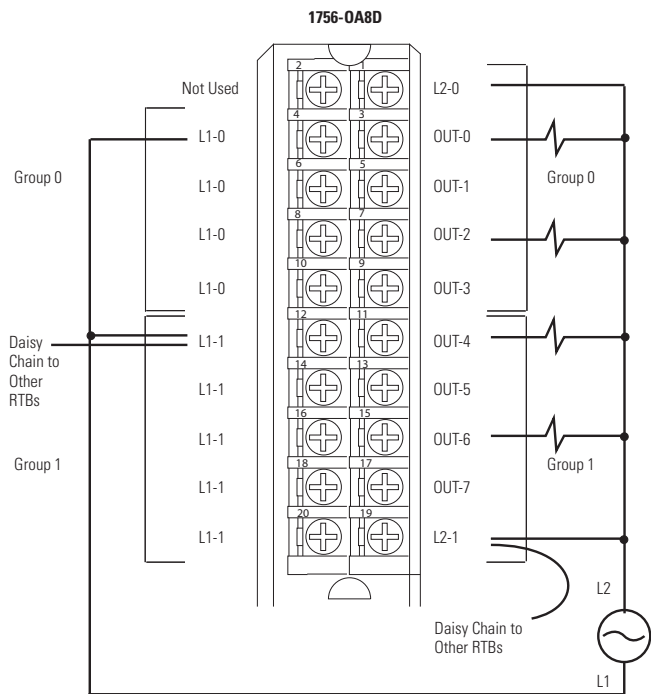 1756-OA8D
2 1
Not Used L2-0
4 3
L1-0 OUT-0
Group 0 Group 0
6 5
L1-0 OUT-1
8 7
L1-0 OUT-2
10 9
L1-0 OUT-3
12 11
L1-1 OUT-4
Daisy
Chain to
Other
RTBs
14 13
L1-1 OUT-5
16 15
L1-1 OUT-6
Group 1 Group 1
18 17
L1-1 OUT-7
20 19
L1-1 L2-1
L2
Daisy Chain to
Other RTBs
L1